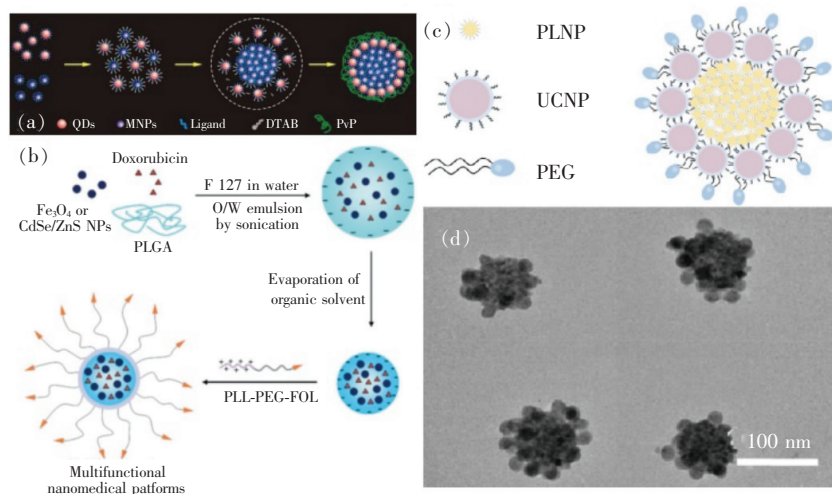 (a)
QDs
MNPs
Ligand
DTAB
PvP
(b)
Doxorubicin
Fe₃O₄ or
CdSe/ZnS NPs
PLGA
F 127 in water
O/W emulsion
by sonication
Evaporation of
organic solvent
PLL-PEG-FOL
Multifunctional
nanomedical patforms
(c)
PLNP
UCNP
PEG
(d)
100 nm